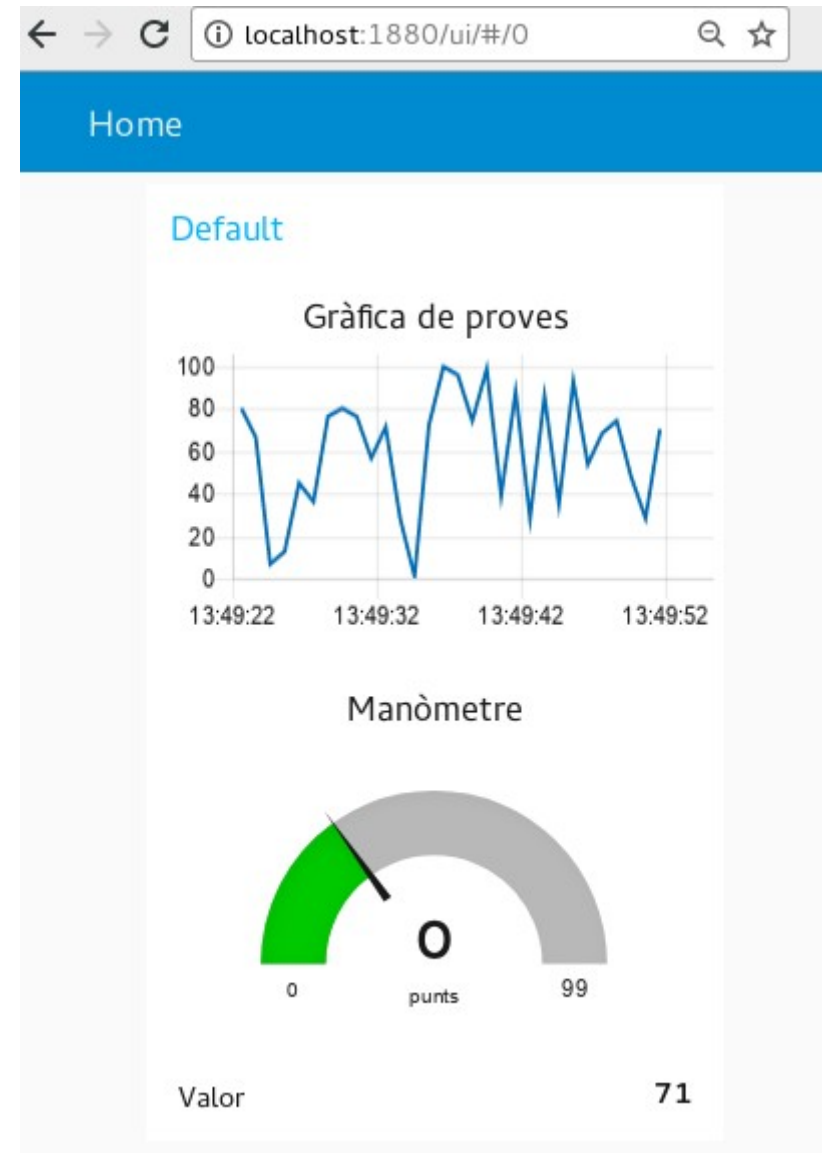 localhost:1880/ui/#/0
Home
Default
Gràfica de proves
100
80
60
40
20
0
13:49:22 13:49:32 13:49:42 13:49:52
Manòmetre
0
0 punts 99
Valor 71